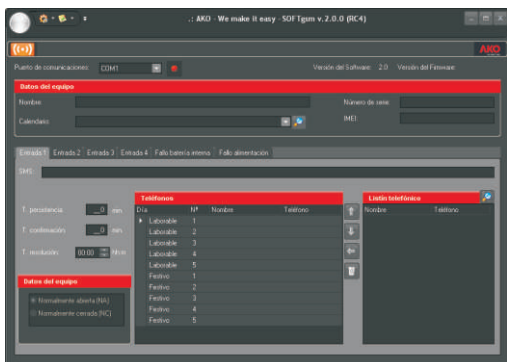 .: AKO - We make it easy - SOFTgsm v.2.0.0 (RC4)
AKO
Puerto de comunicaciones: COM1 Versión del Software: 2.0 Versión del Firmware:
Datos del equipo
Nombre Número de serie:
Calendario IMEI:
Entrada 1 Entrada 2 Entrada 3 Entrada 4 Fallo batería interna Fallo alimentación
SMS:
Teléfonos Listín telefónico
Día Nº Nombre Teléfono Nombre Teléfono
T. persistencia __0 min.
T. confirmación __0 min.
T. resolución 00:00 hh:m
Laborable 1
Laborable 2
Laborable 3
Laborable 4
Laborable 5
Festivo 1
Festivo 2
Festivo 3
Festivo 4
Festivo 5
Datos del equipo
Normalmente abierta (NA)
Normalmente cerrada (NC)